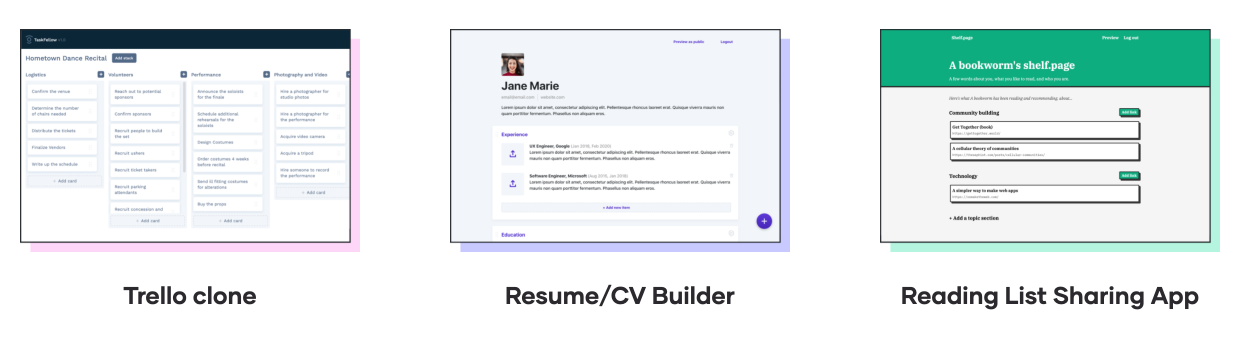 TaskFellow v1.0
Hometown Dance Recital
Add stack
Logistics
Confirm the venue
Determine the number
of chairs needed
Distribute the tickets
Finalize Vendors
Write up the schedule
+ Add card
Volunteers
Reach out to potential
sponsors
Confirm sponsors
Recruit people to build
the set
Recruit ushers
Recruit ticket takers
Recruit parking
attendants
Recruit concession and
+ Add card
Performance
Announce the soloists
for the finale
Schedule additional
rehearsals for the
soloists
Design Costumes
Order costumes 4 weeks
before recital
Send in fitting costumes
for alterations
Buy the props
+ Add card
Photography and Video
Hire a photographer for
studio photos
Hire a photographer for
the performance
Acquire video camera
Acquire a tripod
Hire someone to record
the performance
+ Add card
Trello clone
Preview as public
Logout
Jane Marie
website.com
Lorem ipsum dolor sit amet, consectetur adipiscing elit. Pellentesque rhoncus laoreet erat. Quisque viverra mauris non
quam porttitor fermentum. Phasellus non aliquam eros.
Experience
UX Engineer, Google (Jan 2018, Feb 2020)
Lorem ipsum dolor sit amet, consectetur adipiscing elit. Pellentesque rhoncus laoreet erat. Quisque viverra
mauris non quam porttitor fermentum. Phasellus non aliquam eros.
Software Engineer, Microsoft (Aug 2015, Jan 2018)
Lorem ipsum dolor sit amet, consectetur adipiscing elit. Pellentesque rhoncus laoreet erat. Quisque viverra
mauris non quam porttitor fermentum. Phasellus non aliquam eros.
+ Add new item
Education
+
Resume/CV Builder
Shelf.page
Preview
Log out
A bookworm's shelf.page
A few words about you, what you like to read, and who you are.
Here's what A bookworm has been reading and recommending, about...
Community building
Add link
Get Together (book)
A cellular theory of communities
Technology
Add link
A simpler way to make web apps
+ Add a topic section
Reading List Sharing App